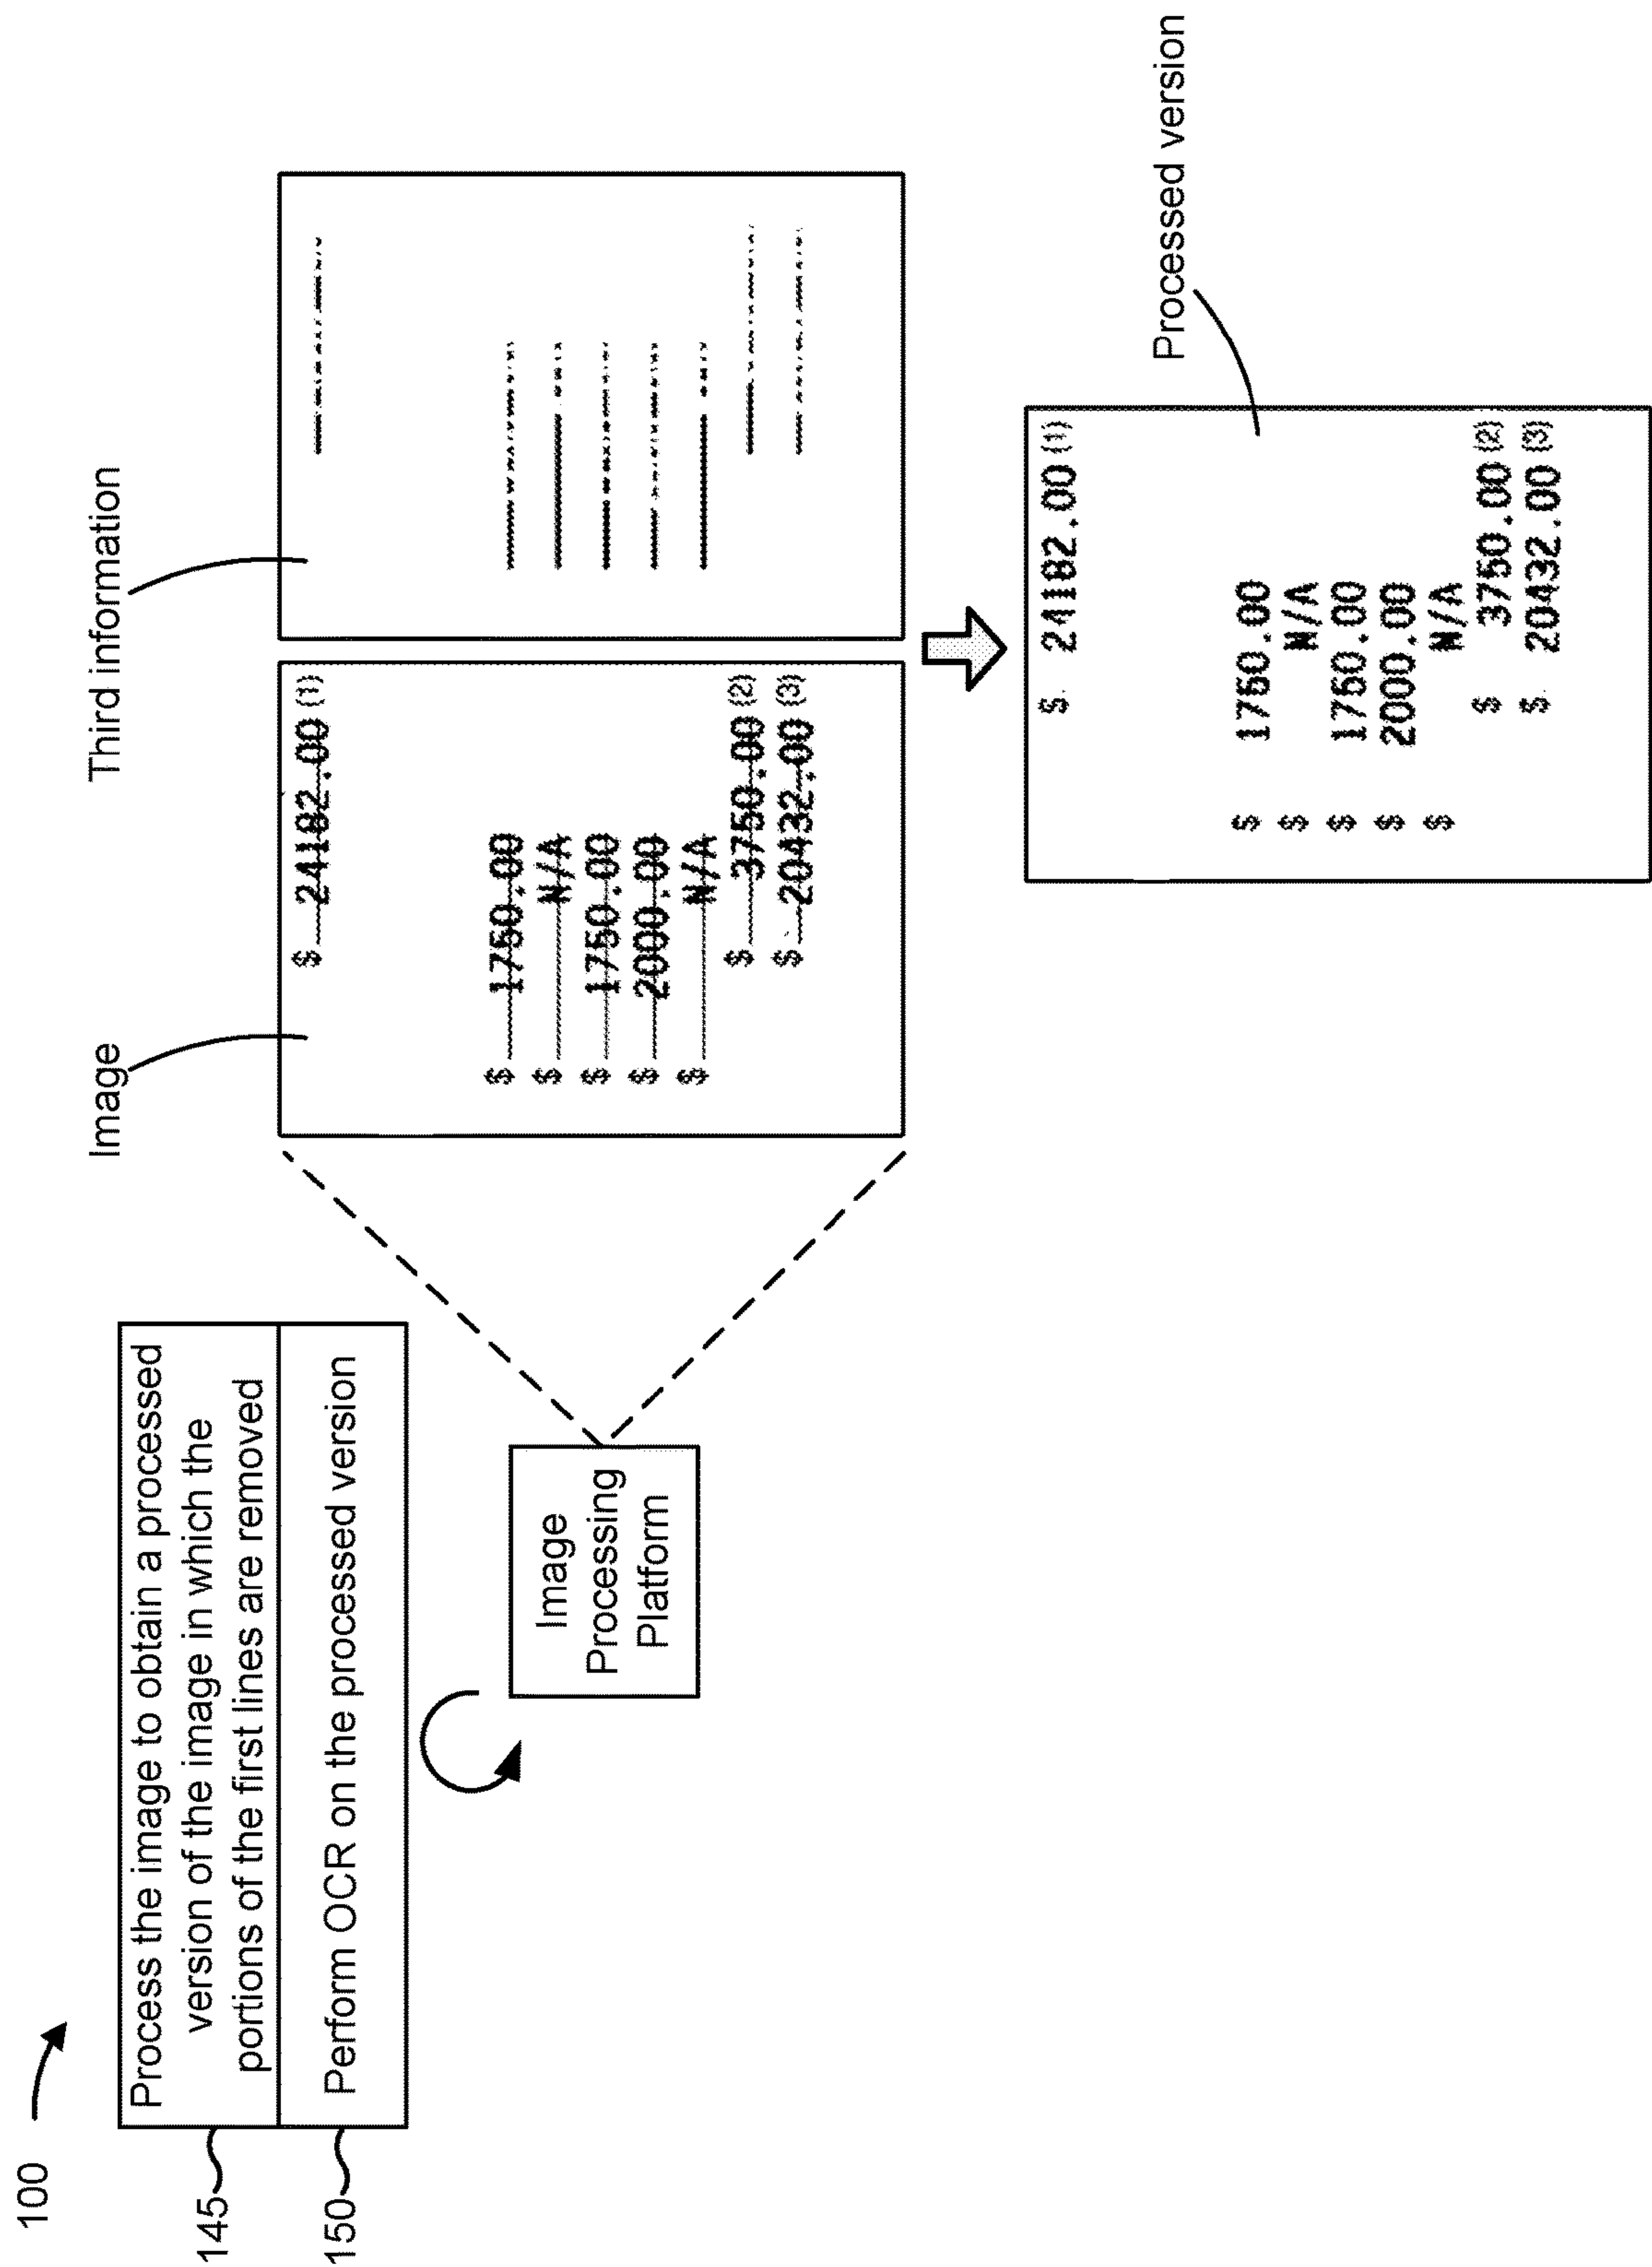 100
145
Process the image to obtain a processed
version of the image in which the
portions of the first lines are removed
150
Perform OCR on the processed version
Image
Processing
Platform
Image
$ 24182.00 (1)
$ 1750.00
$ N/A
$ 1750.00
$ 2000.00
$ N/A
$ 3750.00 (2)
$ 20432.00 (3)
Third information
Processed version
$ 24182.00 (1)
$ 1750.00
$ N/A
$ 1750.00
$ 2000.00
$ N/A
$ 3750.00 (2)
$ 20432.00 (3)